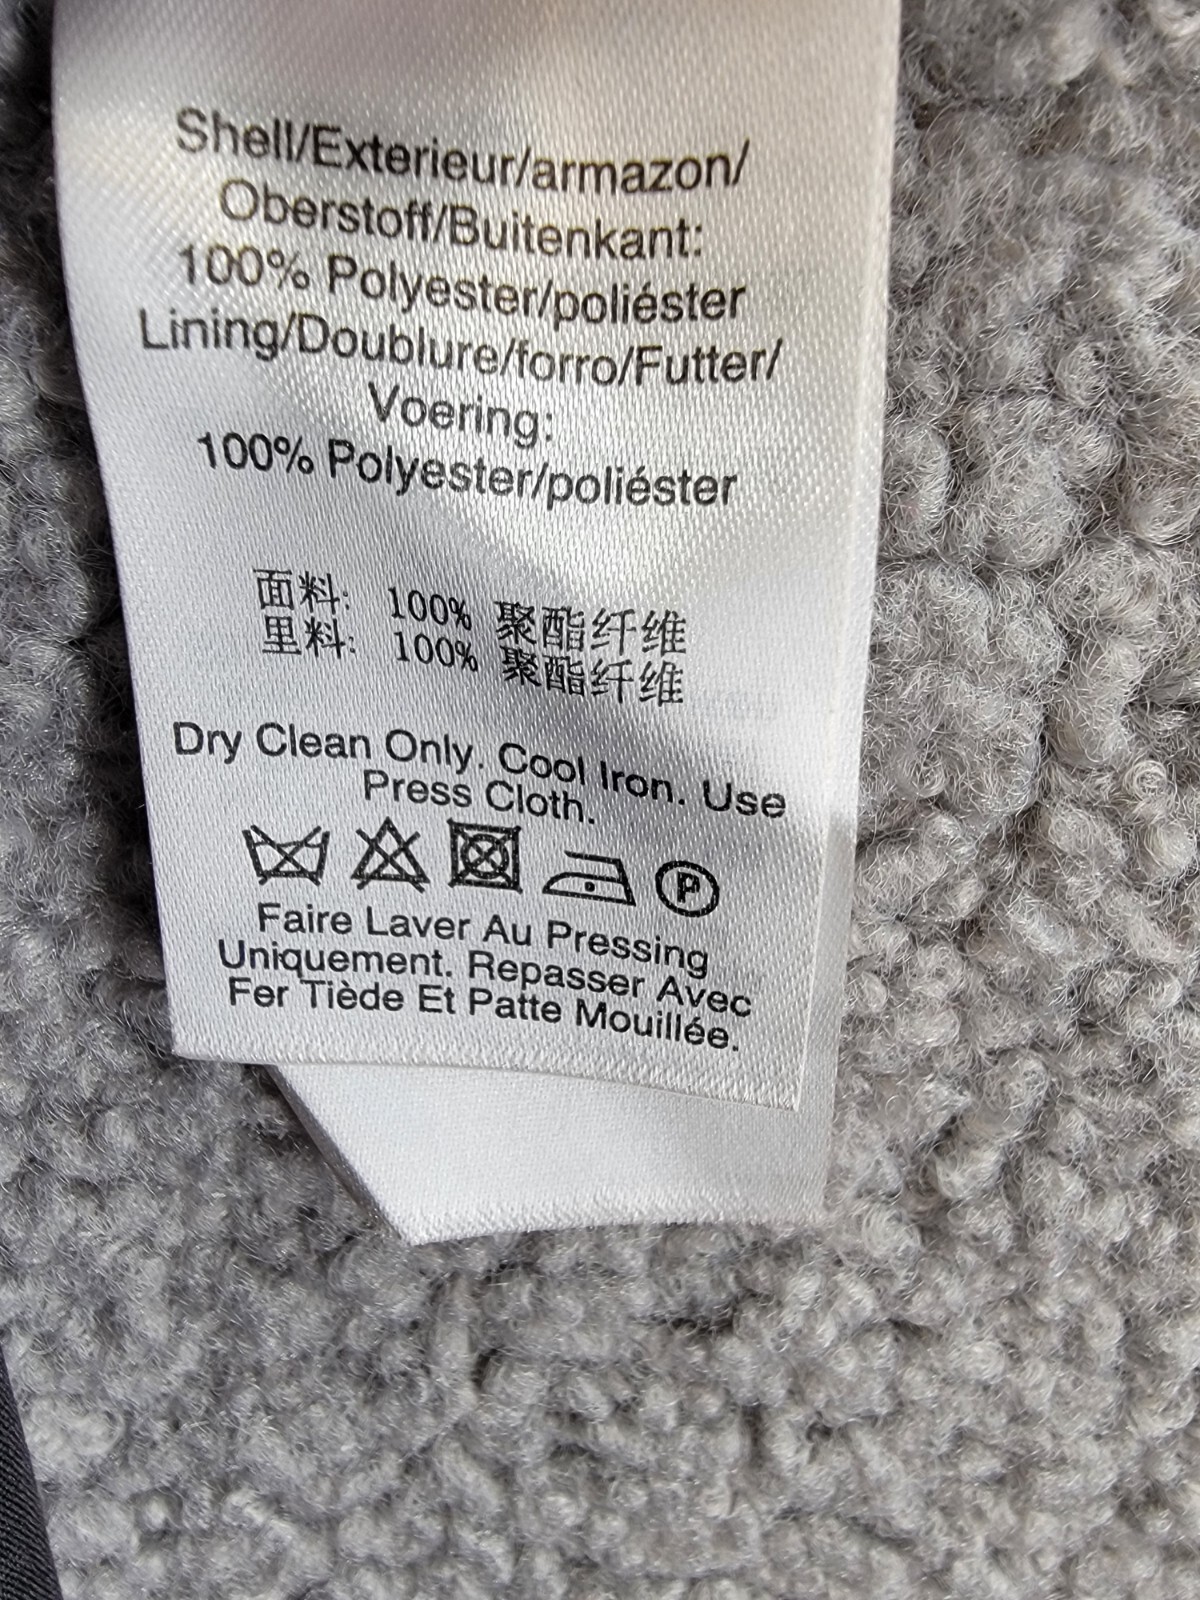 Shell/Exterieur/armazon/
Oberstoff/Buitenkant:
100% Polyester/poliéster
Lining/Doublure/forro/Futter/
Voering:
100% Polyester/poliéster
面料: 100% 聚酯纤维
里料: 100% 聚酯纤维
Dry Clean Only. Cool Iron. Use
Press Cloth.
P
Faire Laver Au Pressing
Uniquement. Repasser Avec
Fer Tiède Et Patte Mouillée.